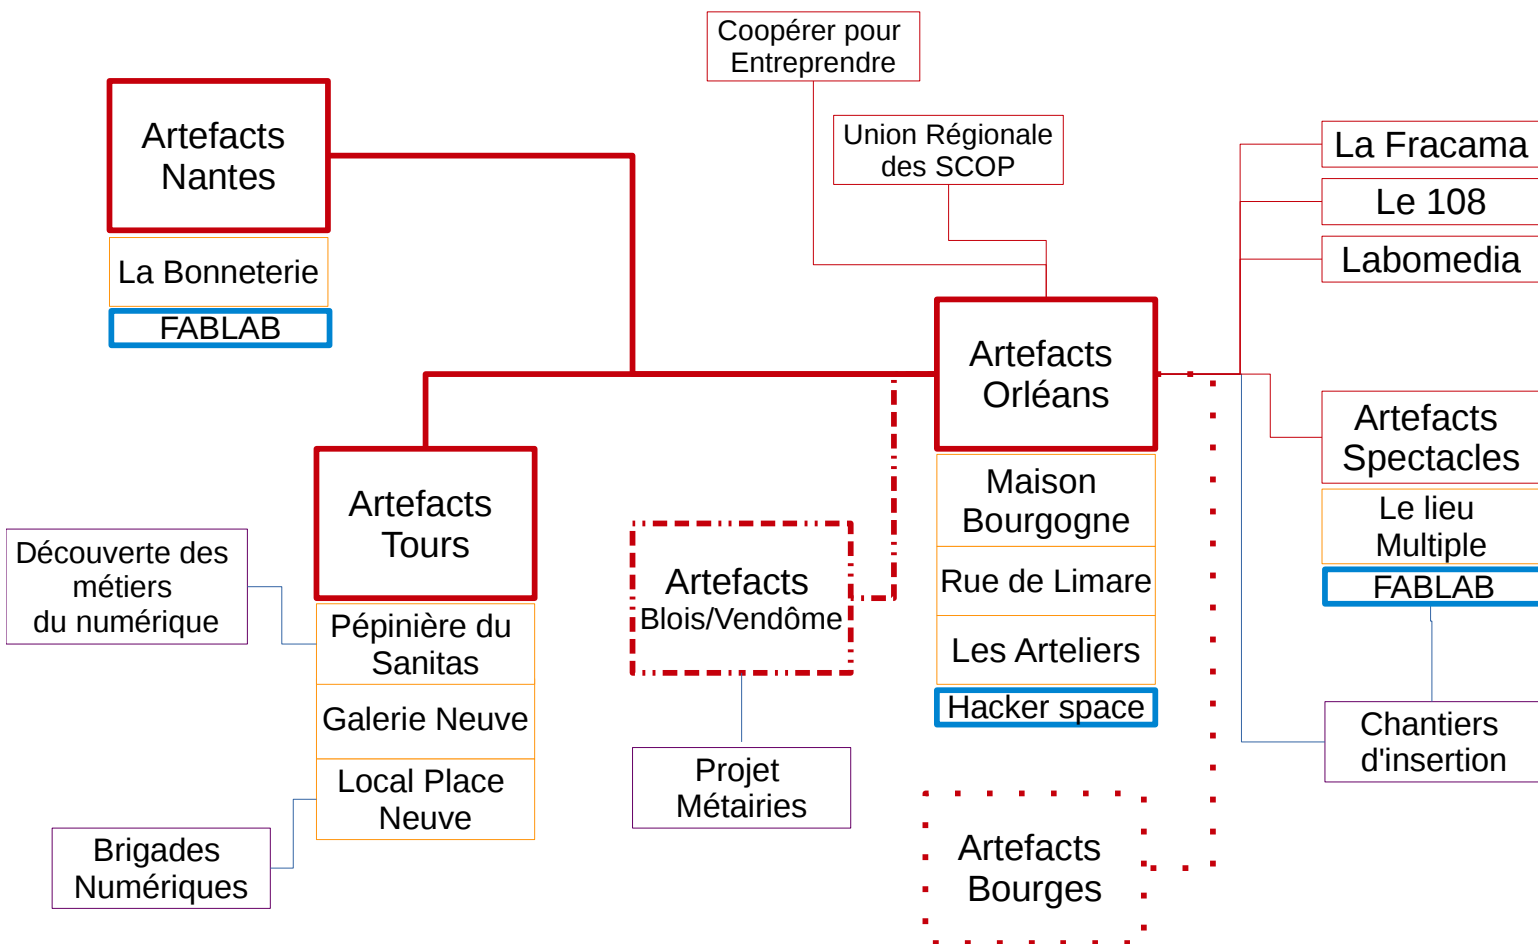 Coopérer pour
Entreprendre
Artefacts
Nantes
La Bonneterie
FABLAB
Union Régionale
des SCOP
La Fracama
Le 108
Labomedia
Artefacts
Orléans
Maison
Bourgogne
Rue de Limare
Les Arteliers
Hacker space
Artefacts
Spectacles
Le lieu
Multiple
FABLAB
Chantiers
d'insertion
Artefacts
Tours
Pépinière du
Sanitas
Galerie Neuve
Local Place
Neuve
Découverte des
métiers
du numérique
Brigades
Numériques
Artefacts
Blois/Vendôme
Projet
Métairies
Artefacts
Bourges